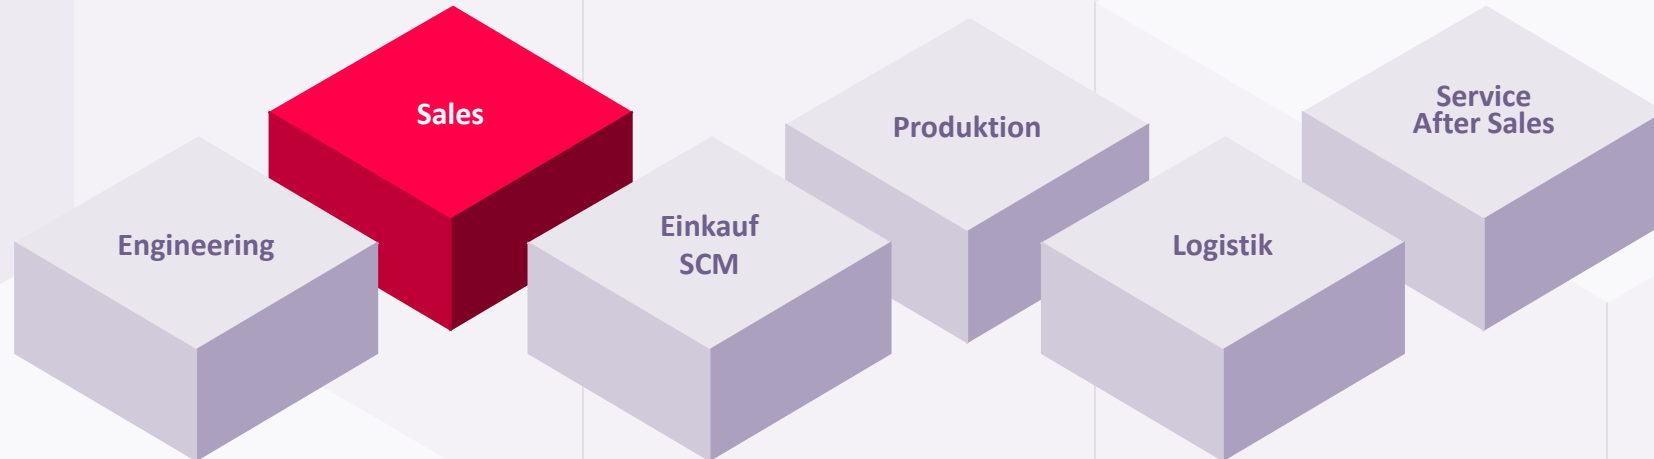 Engineering
Sales
Einkauf
SCM
Produktion
Logistik
Service
After Sales